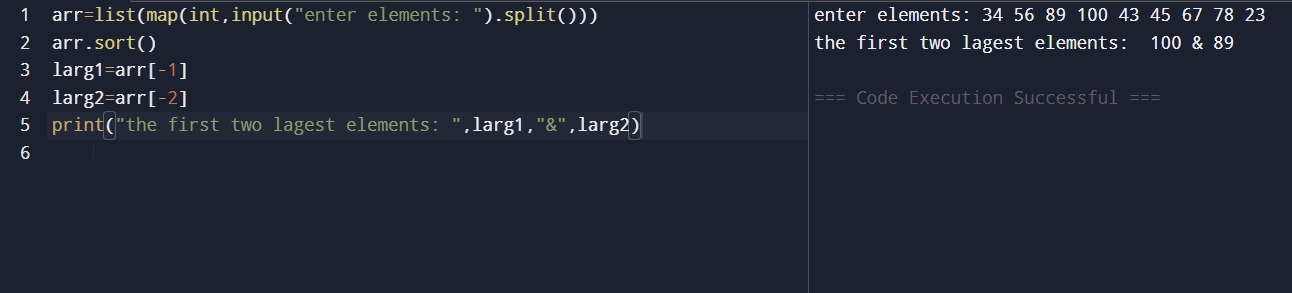 1 arr=list(map(int,input("enter elements: ").split()))
2 arr.sort()
3 larg1=arr[-1]
4 larg2=arr[-2]
5 print("the first two lagest elements: ",larg1,"&",larg2)
6
enter elements: 34 56 89 100 43 45 67 78 23
the first two lagest elements:  100 & 89
=== Code Execution Successful ===